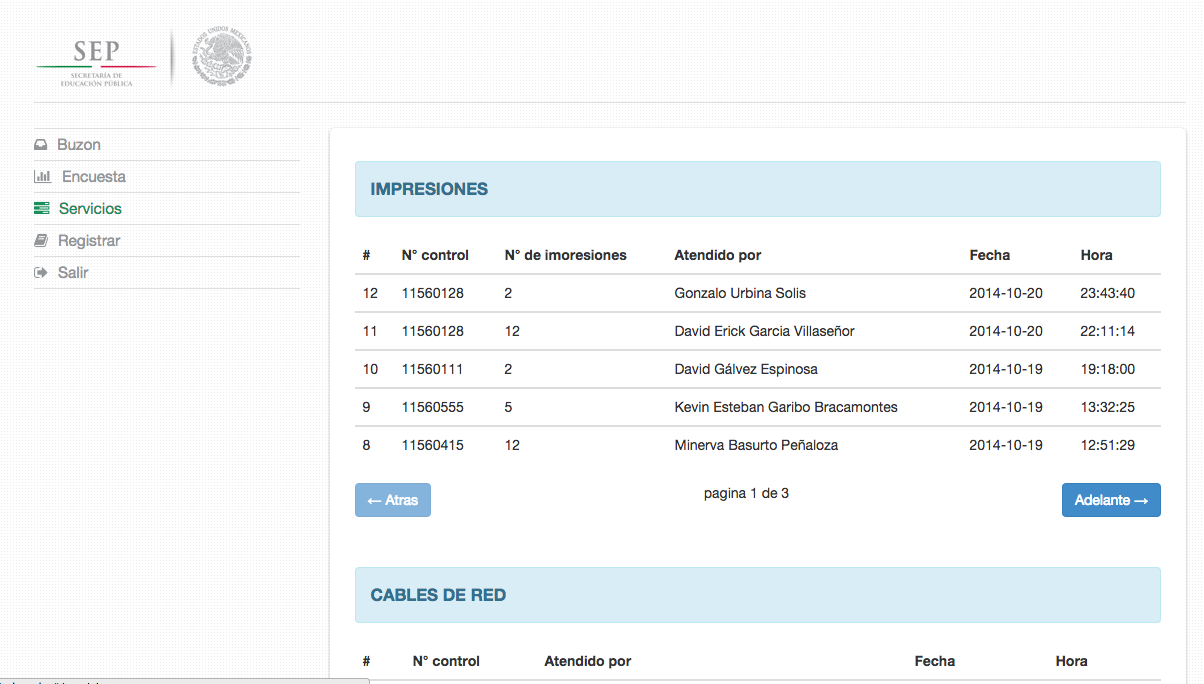 SEP
SECRETARÍA DE
EDUCACIÓN PÚBLICA
ESTADOS UNIDOS MEXICANOS
Buzon
Encuesta
Servicios
Registrar
Salir
IMPRESIONES
# N° control N° de imoresiones Atendido por Fecha Hora
12 11560128 2 Gonzalo Urbina Solis 2014-10-20 23:43:40
11 11560128 12 David Erick Garcia Villaseñor 2014-10-20 22:11:14
10 11560111 2 David Gálvez Espinosa 2014-10-19 19:18:00
9 11560555 5 Kevin Esteban Garibo Bracamontes 2014-10-19 13:32:25
8 11560415 12 Minerva Basurto Peñaloza 2014-10-19 12:51:29
← Atras pagina 1 de 3 Adelante →
CABLES DE RED
# N° control Atendido por Fecha Hora